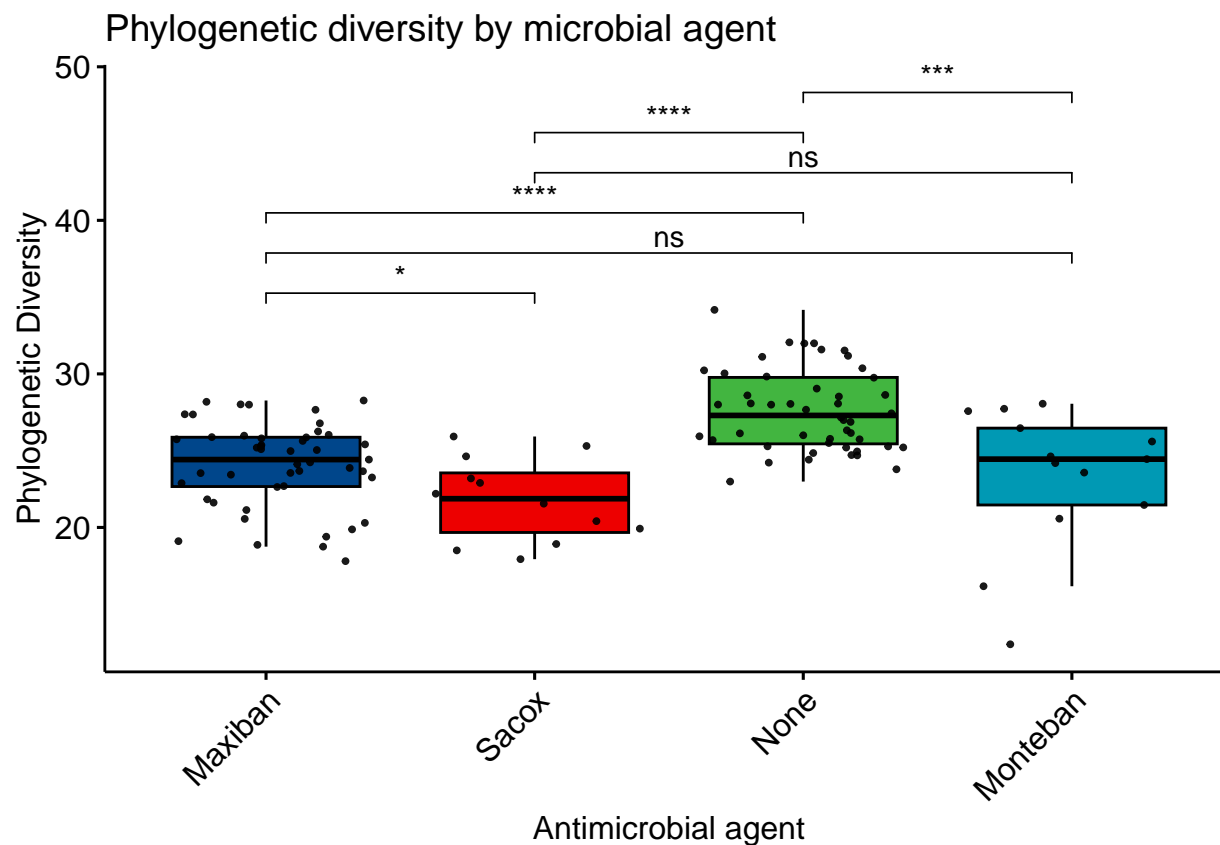 Phylogenetic diversity by microbial agent
50
40
30
20
Phylogenetic Diversity
***
****
ns
****
ns
*
Maxiban
Sacox
None
Monteban
Antimicrobial agent